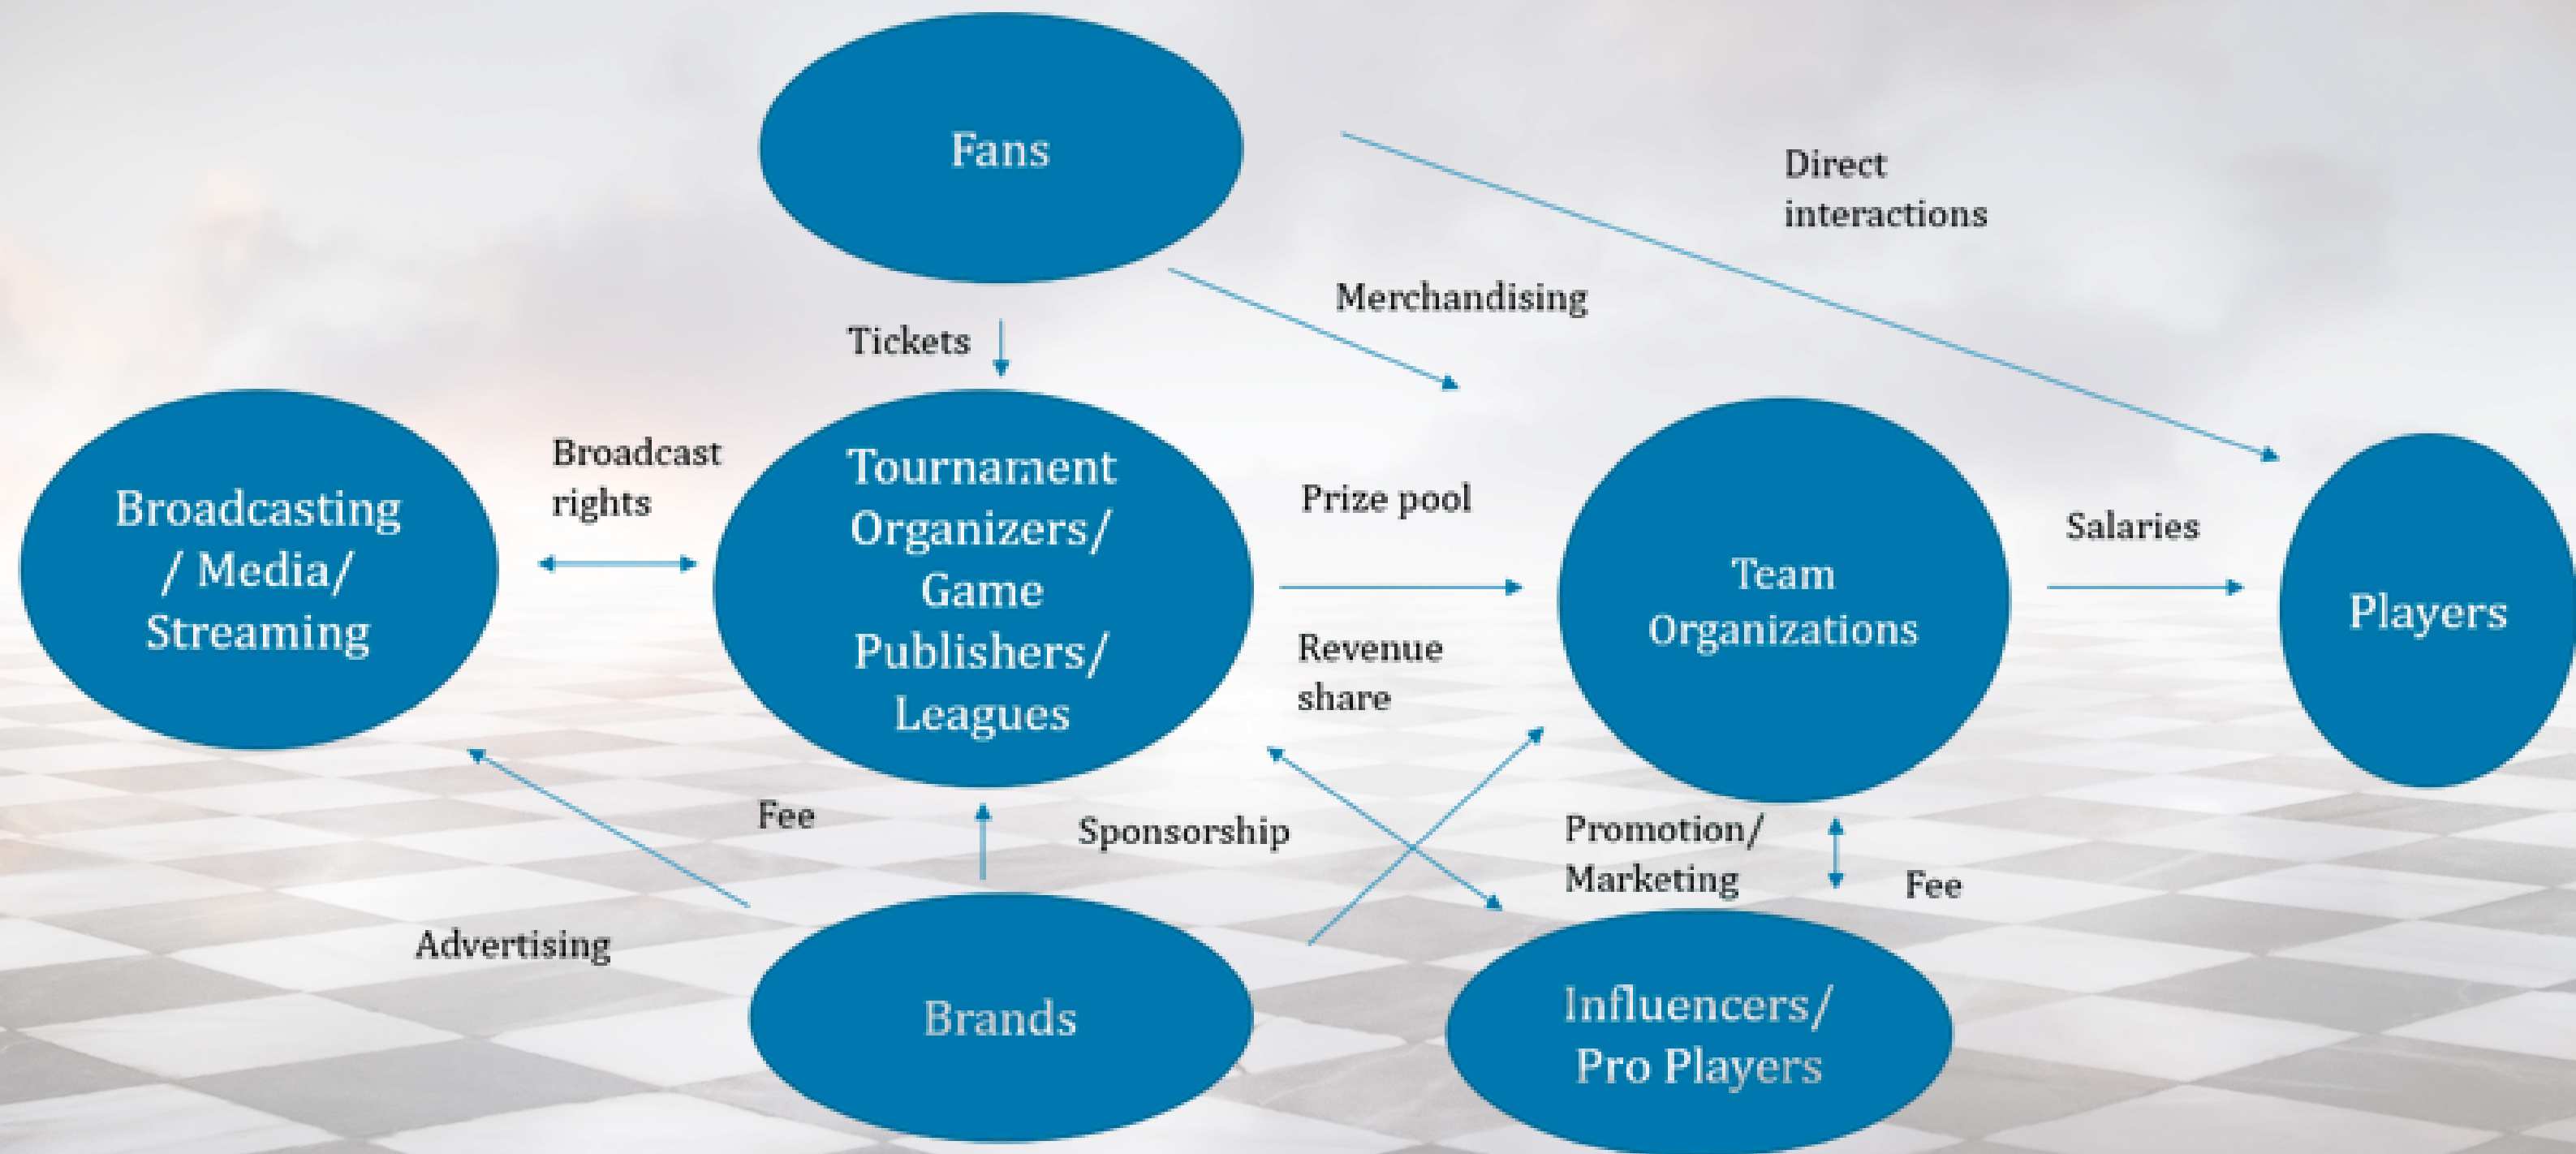 Fans
Direct
interactions
Merchandising
Tickets
Broadcasting
/ Media/
Streaming
Broadcast
rights
Tournament
Organizers/
Game
Publishers/
Leagues
Prize pool
Revenue
share
Team
Organizations
Salaries
Players
Fee
Sponsorship
Promotion/
Marketing
Fee
Advertising
Brands
Influencers/
Pro Players